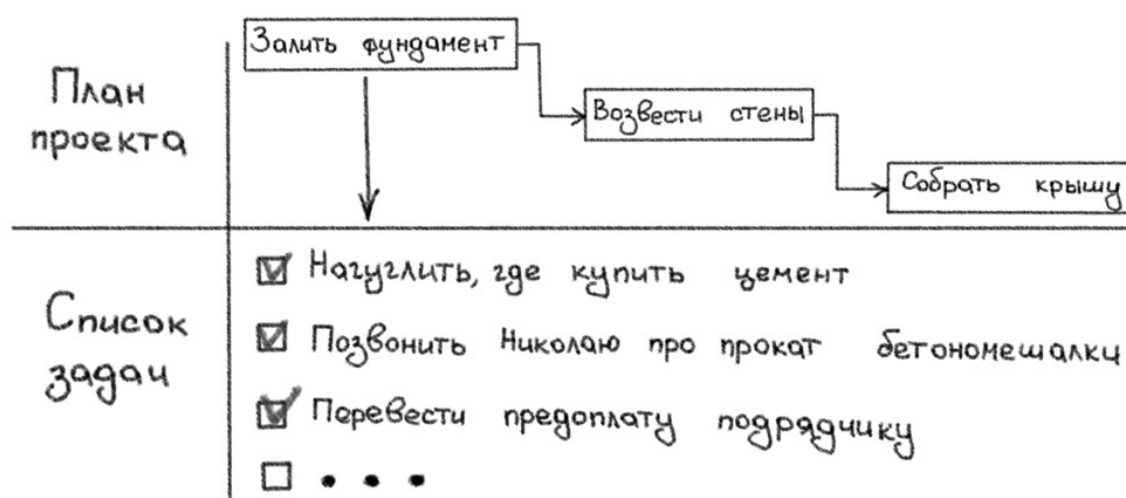 План
проекта
Залить фундамент
Возвести стены
Собрать крышу
Список
задач
Нагуглить, где купить цемент
Позвонить Николаю про прокат бетономешалки
Перевести предоплату подрядчику
• • •